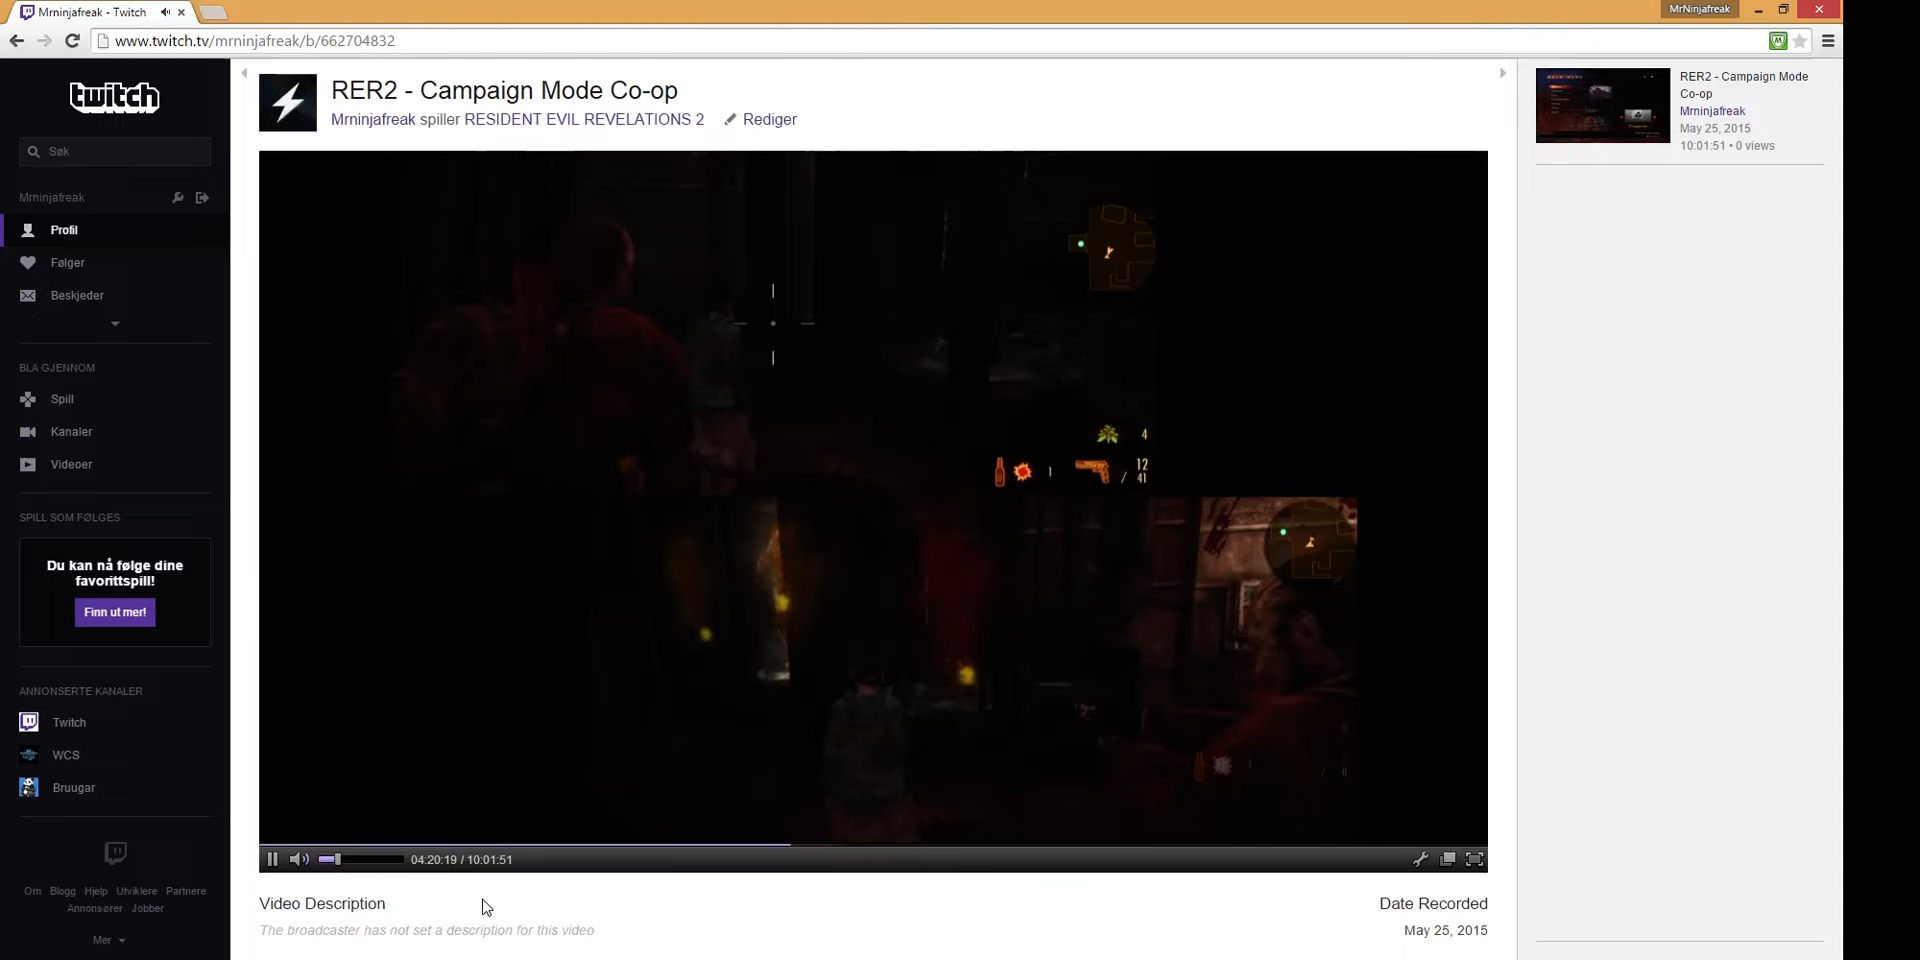 Mrninjafreak - Twitch
MrNinjafreak
www.twitch.tv/mrninjafreak/b/662704832
twitch
Søk
Mrninjafreak
Profil
Følger
Beskjeder
BLA GJENNOM
Spill
Kanaler
Videoer
SPILL SOM FØLGES
Du kan nå følge dine
favorittspill!
Finn ut mer!
ANNONSERTE KANALER
Twitch
WCS
Bruugar
Om Blogg Hjelp Utviklere Partnere
Annonsører Jobber
Mer
RER2 - Campaign Mode Co-op
Mrninjafreak spiller RESIDENT EVIL REVELATIONS 2 Rediger
4
12
/ 41
/ 0
04:20:19 / 10:01:51
Video Description
The broadcaster has not set a description for this video
Date Recorded
May 25, 2015
RER2 - Campaign Mode
Co-op
Mrninjafreak
May 25, 2015
10:01:51 • 0 views